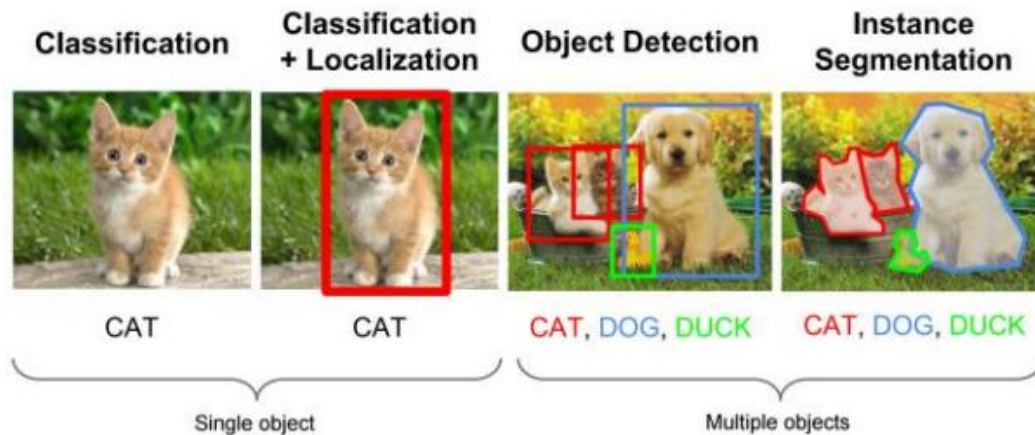 Classification
Classification
+ Localization
Object Detection
Instance
Segmentation
CAT
CAT
CAT, DOG, DUCK
CAT, DOG, DUCK
Single object
Multiple objects